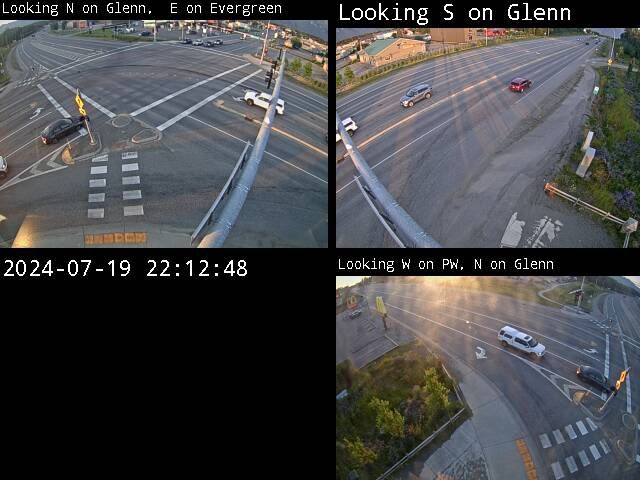 Looking N on Glenn, E on Evergreen
Looking S on Glenn
2024-07-19 22:12:48
Looking W on PW, N on Glenn